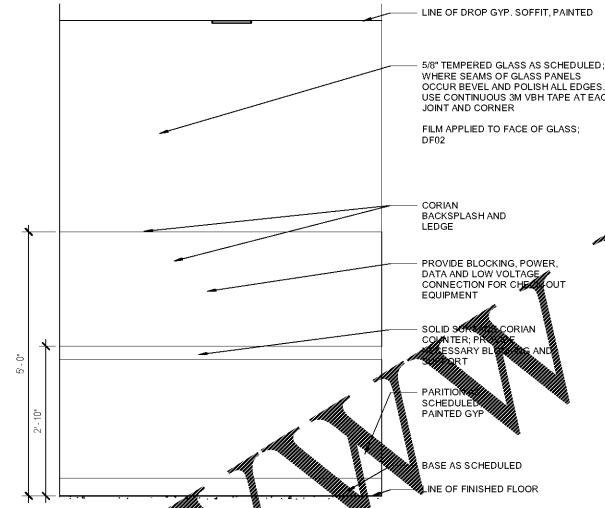 LINE OF DROP GYP. SOFFIT, PAINTED
5/8" TEMPERED GLASS AS SCHEDULED;
WHERE SEAMS OF GLASS PANELS
OCCUR BEVEL AND POLISH ALL EDGES.
USE CONTINUOUS 3M VBH TAPE AT EAC
JOINT AND CORNER
FILM APPLIED TO FACE OF GLASS;
DF02
CORIAN
BACKSPLASH AND
LEDGE
PROVIDE BLOCKING, POWER,
DATA AND LOW VOLTAGE
CONNECTION FOR CHECK-OUT
EQUIPMENT
SOLID SURFACE CORIAN
COUNTER; PROVIDE
NECESSARY BLOCKING AND
SUPPORT
PARITION AS
SCHEDULED
PAINTED GYP
BASE AS SCHEDULED
LINE OF FINISHED FLOOR
5'-0"
2'-10"
WWW